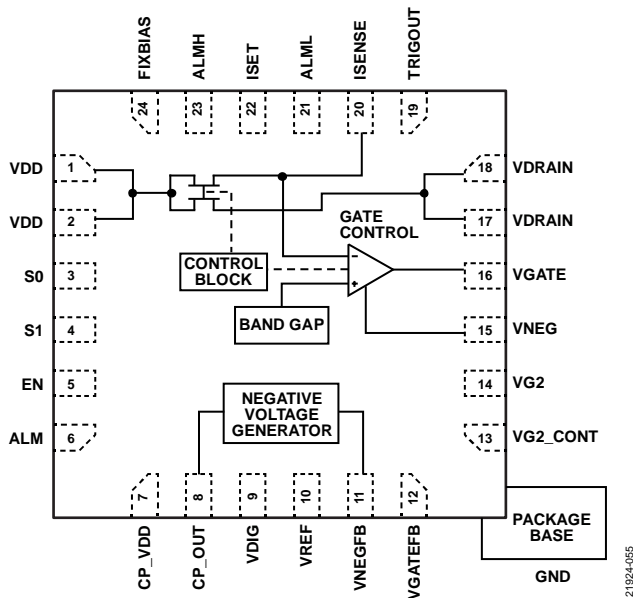 FIXBIAS
ALMH
ISET
ALML
ISENSE
TRIGOUT
24
23
22
21
20
19
VDD 1
18 VDRAIN
VDD 2
17 VDRAIN
GATE
CONTROL
S0 3
CONTROL
BLOCK
–
+
16 VGATE
BAND GAP
S1 4
15 VNEG
EN 5
14 VG2
NEGATIVE
VOLTAGE
GENERATOR
ALM 6
13 VG2_CONT
7
8
9
10
11
12
CP_VDD
CP_OUT
VDIG
VREF
VNEGFB
VGATEFB
PACKAGE
BASE
GND
21924-055